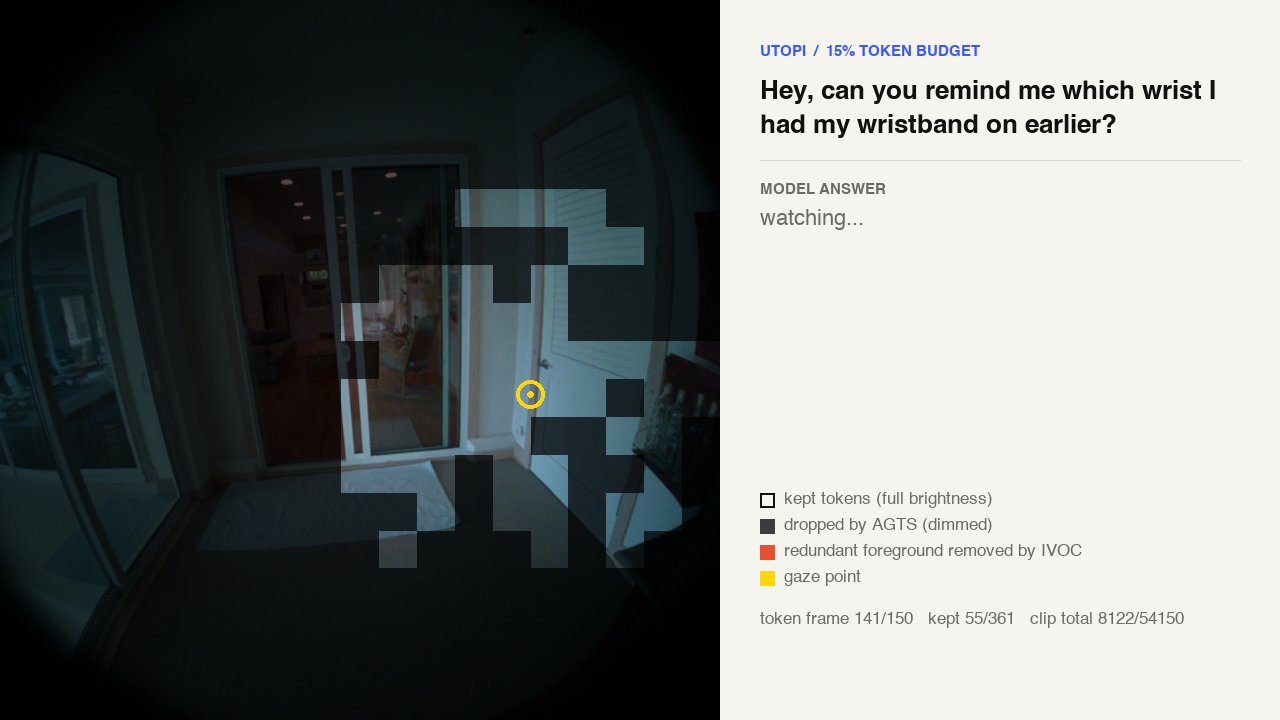 UTOPI / 15% TOKEN BUDGET
Hey, can you remind me which wrist I
had my wristband on earlier?
MODEL ANSWER
watching...
kept tokens (full brightness)
dropped by AGTS (dimmed)
redundant foreground removed by IVOC
gaze point
token frame 141/150 kept 55/361 clip total 8122/54150